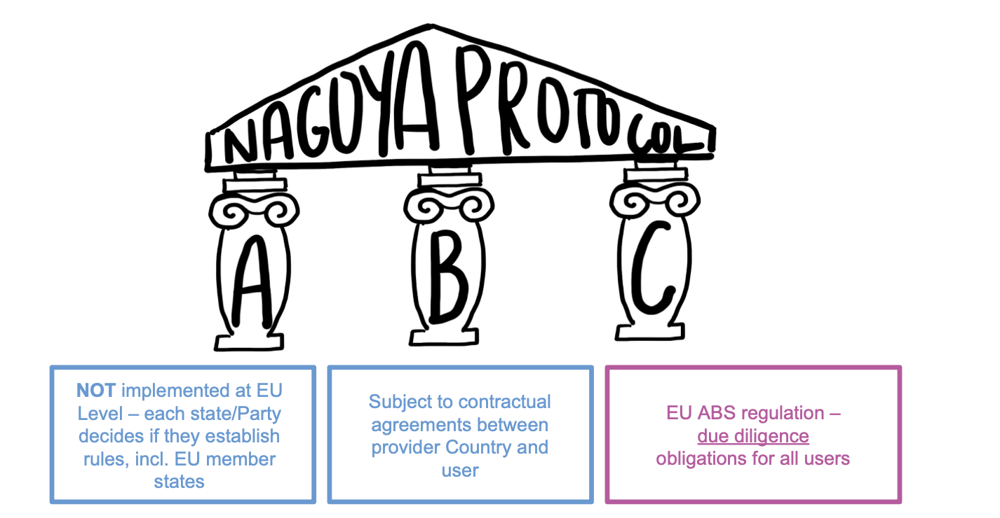 NAGOYA PROTOCOL
A
B
C
NOT implemented at EU
Level – each state/Party
decides if they establish
rules, incl. EU member
states
Subject to contractual
agreements between
provider Country and
user
EU ABS regulation –
due diligence
obligations for all users